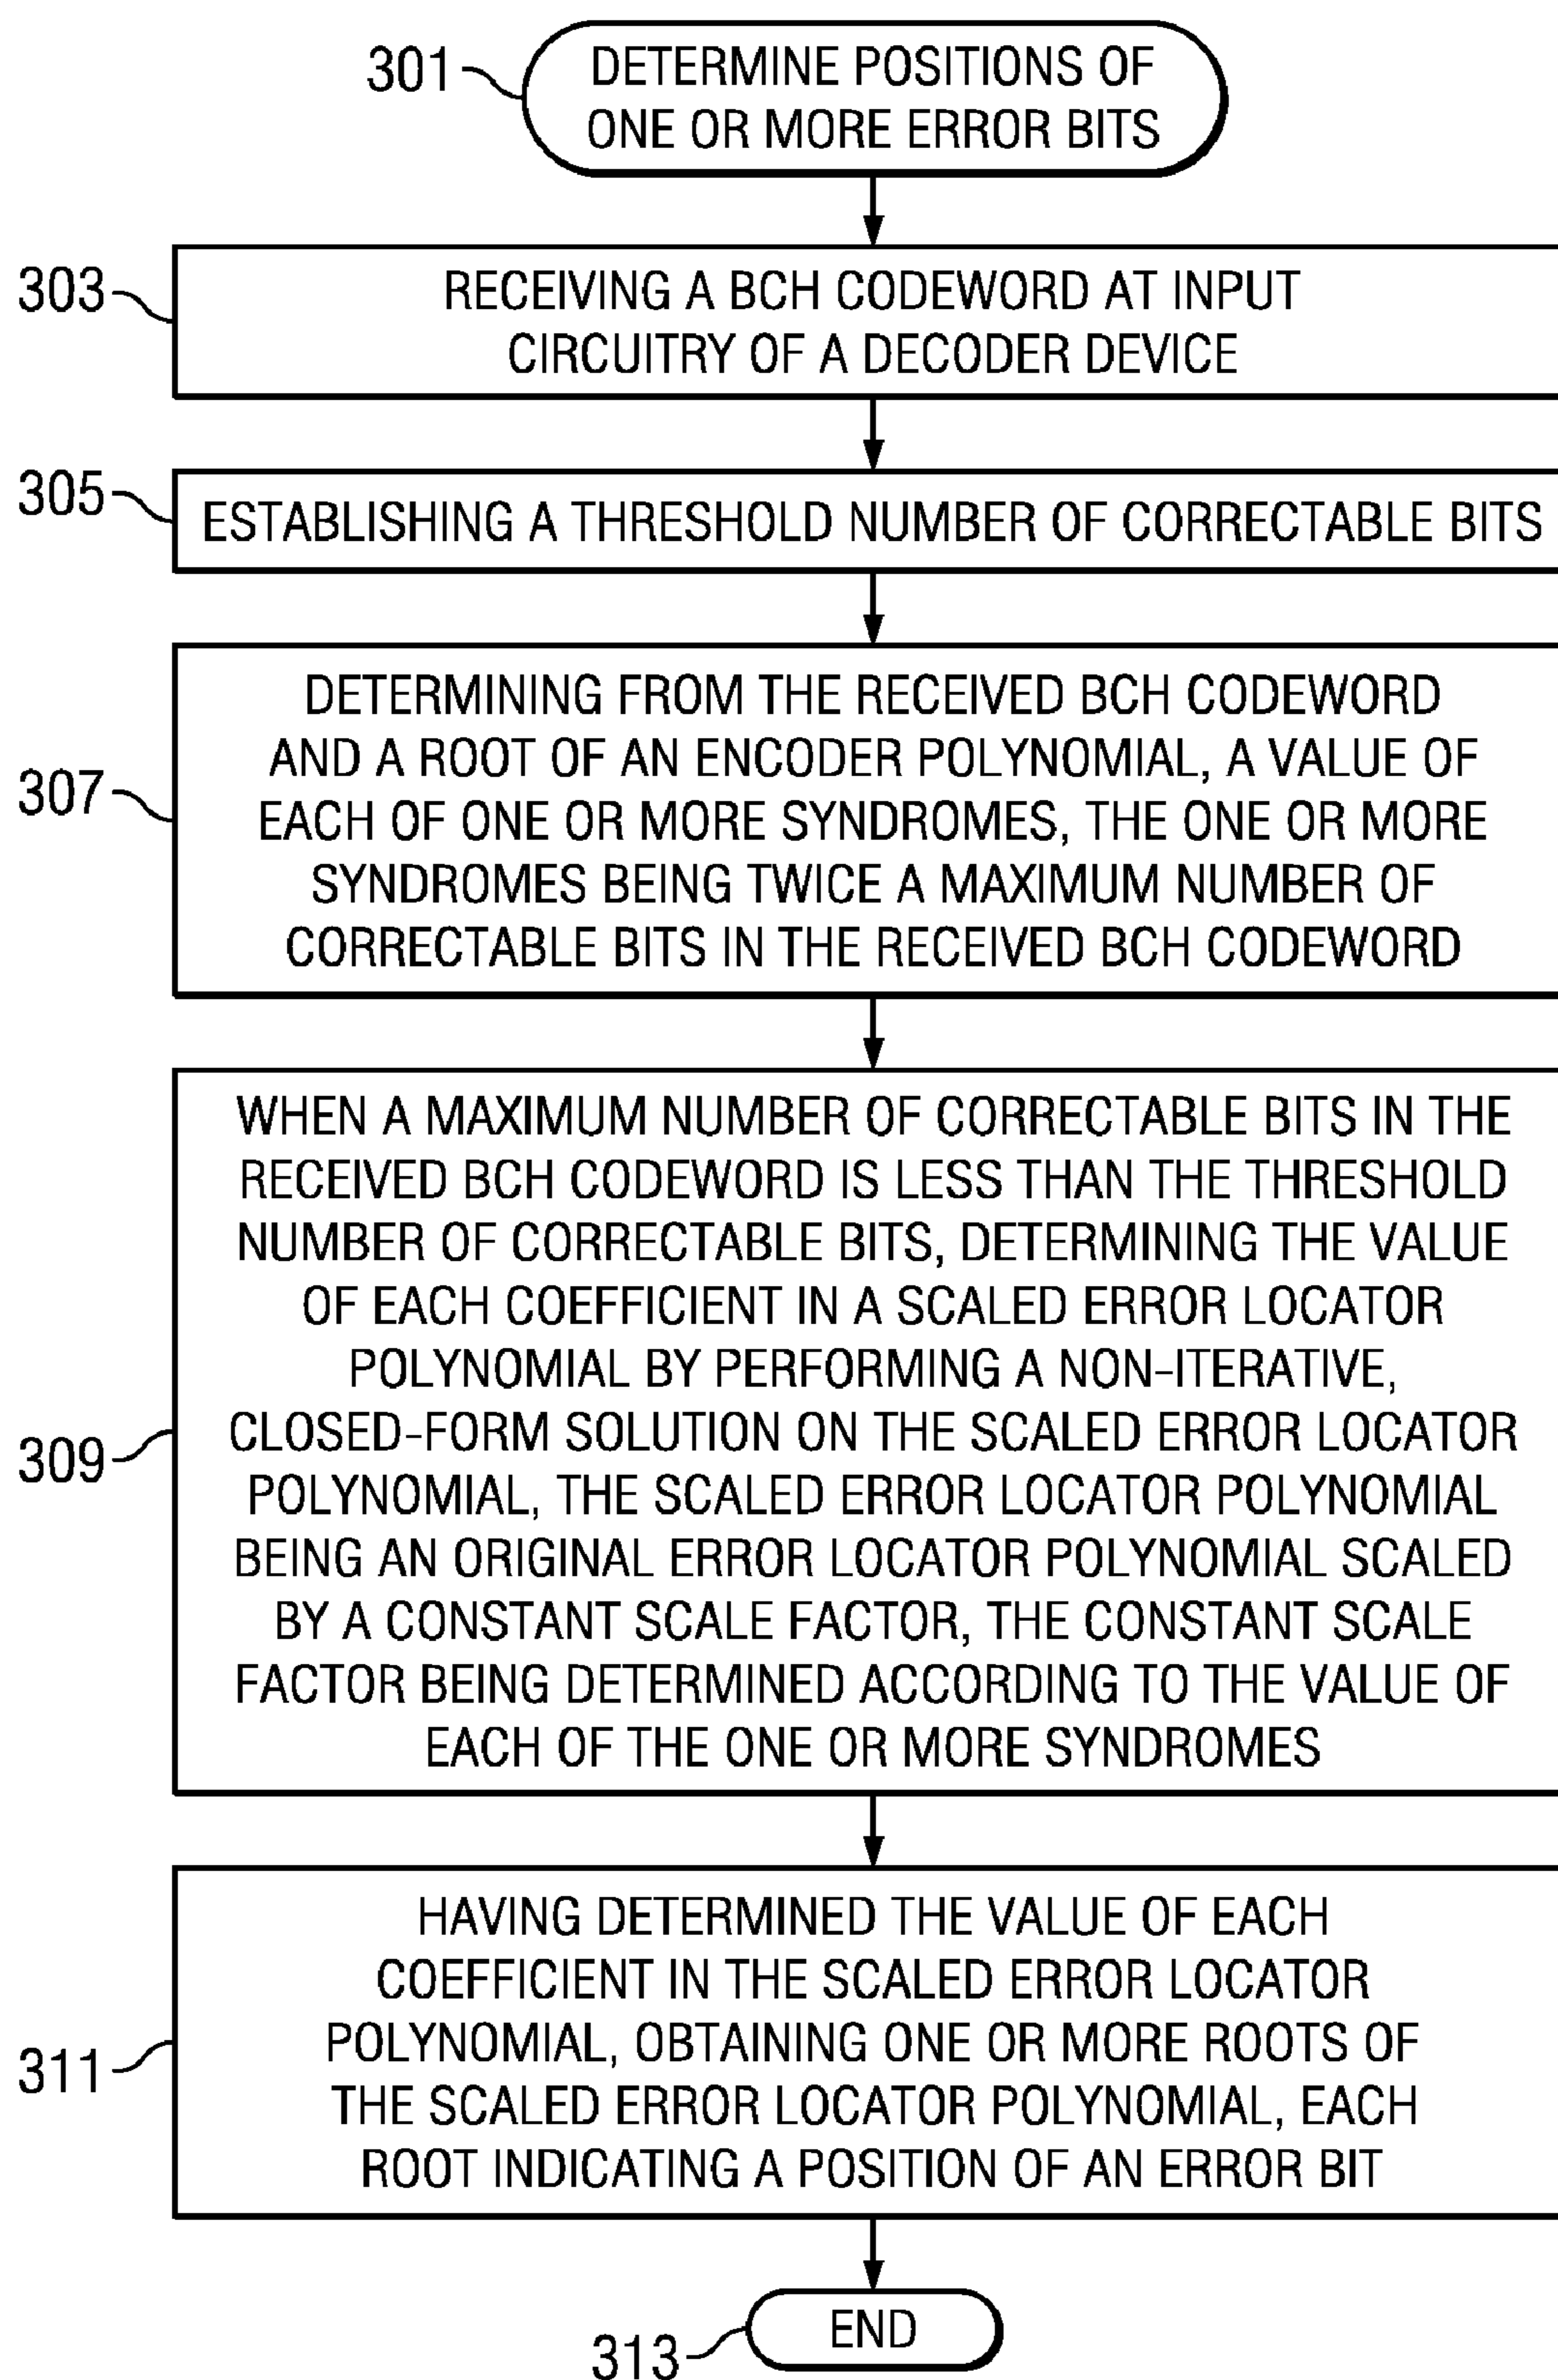 301
DETERMINE POSITIONS OF
ONE OR MORE ERROR BITS
303
RECEIVING A BCH CODEWORD AT INPUT
CIRCUITRY OF A DECODER DEVICE
305
ESTABLISHING A THRESHOLD NUMBER OF CORRECTABLE BITS
307
DETERMINING FROM THE RECEIVED BCH CODEWORD
AND A ROOT OF AN ENCODER POLYNOMIAL, A VALUE OF
EACH OF ONE OR MORE SYNDROMES, THE ONE OR MORE
SYNDROMES BEING TWICE A MAXIMUM NUMBER OF
CORRECTABLE BITS IN THE RECEIVED BCH CODEWORD
309
WHEN A MAXIMUM NUMBER OF CORRECTABLE BITS IN THE
RECEIVED BCH CODEWORD IS LESS THAN THE THRESHOLD
NUMBER OF CORRECTABLE BITS, DETERMINING THE VALUE
OF EACH COEFFICIENT IN A SCALED ERROR LOCATOR
POLYNOMIAL BY PERFORMING A NON-ITERATIVE,
CLOSED-FORM SOLUTION ON THE SCALED ERROR LOCATOR
POLYNOMIAL, THE SCALED ERROR LOCATOR POLYNOMIAL
BEING AN ORIGINAL ERROR LOCATOR POLYNOMIAL SCALED
BY A CONSTANT SCALE FACTOR, THE CONSTANT SCALE
FACTOR BEING DETERMINED ACCORDING TO THE VALUE OF
EACH OF THE ONE OR MORE SYNDROMES
311
HAVING DETERMINED THE VALUE OF EACH
COEFFICIENT IN THE SCALED ERROR LOCATOR
POLYNOMIAL, OBTAINING ONE OR MORE ROOTS OF
THE SCALED ERROR LOCATOR POLYNOMIAL, EACH
ROOT INDICATING A POSITION OF AN ERROR BIT
313
END